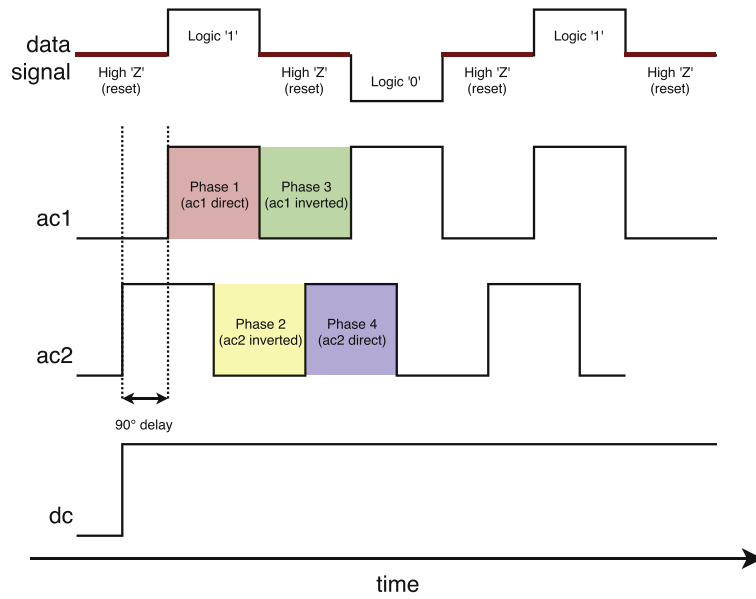 data
signal
Logic '1'
Logic '1'
High 'Z'
(reset)
High 'Z'
(reset)
Logic '0'
High 'Z'
(reset)
High 'Z'
(reset)
ac1
Phase 1
(ac1 direct)
Phase 3
(ac1 inverted)
ac2
Phase 2
(ac2 inverted)
Phase 4
(ac2 direct)
90° delay
dc
time